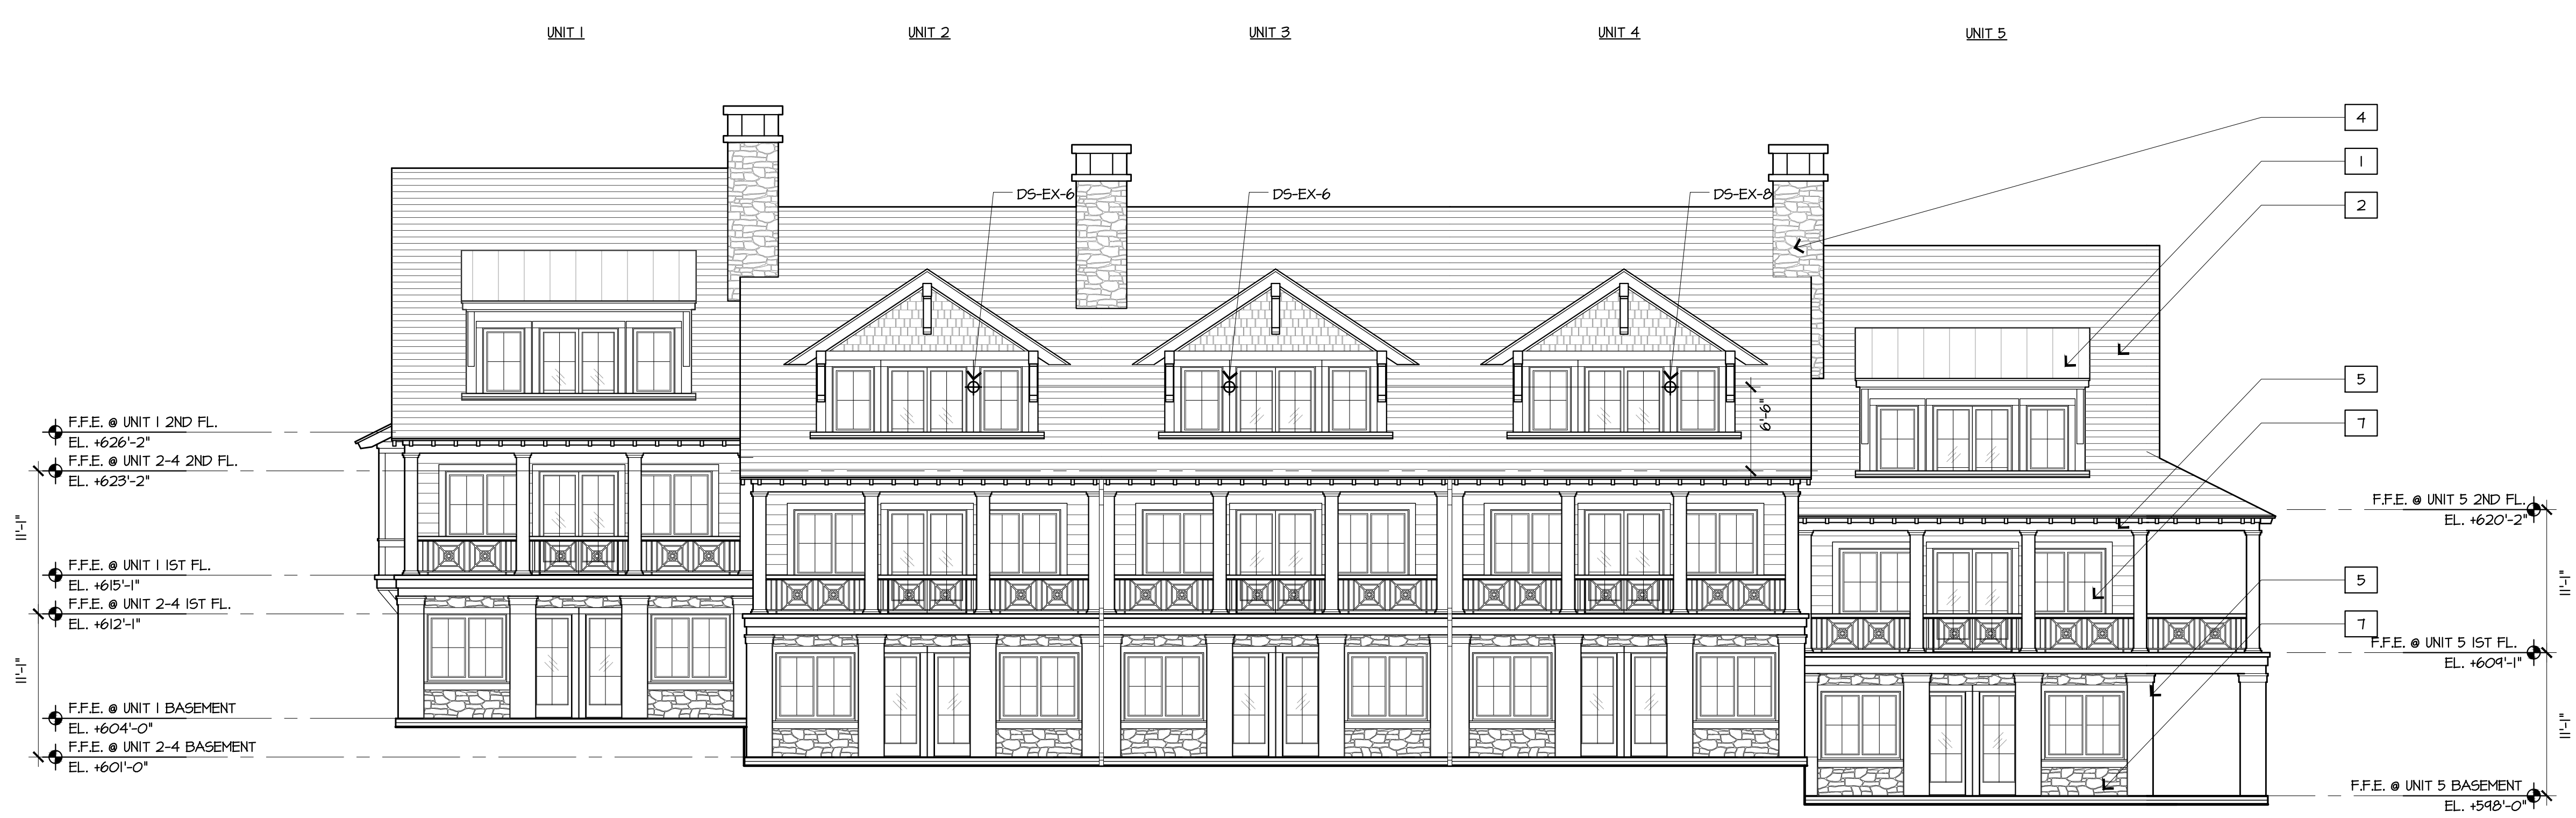 UNIT 1
UNIT 2
UNIT 3
UNIT 4
UNIT 5
4
1
2
DS-EX-6
DS-EX-6
DS-EX-8
5
7
5
7
6'-6"
F.F.E. @ UNIT 1 2ND FL.
EL. +626'-2"
F.F.E. @ UNIT 2-4 2ND FL.
EL. +623'-2"
11'-1"
F.F.E. @ UNIT 1 1ST FL.
EL. +615'-1"
F.F.E. @ UNIT 2-4 1ST FL.
EL. +612'-1"
11'-1"
F.F.E. @ UNIT 1 BASEMENT
EL. +604'-0"
F.F.E. @ UNIT 2-4 BASEMENT
EL. +601'-0"
F.F.E. @ UNIT 5 2ND FL.
EL. +620'-2"
11'-1"
F.F.E. @ UNIT 5 1ST FL.
EL. +609'-1"
11'-1"
F.F.E. @ UNIT 5 BASEMENT
EL. +598'-0"